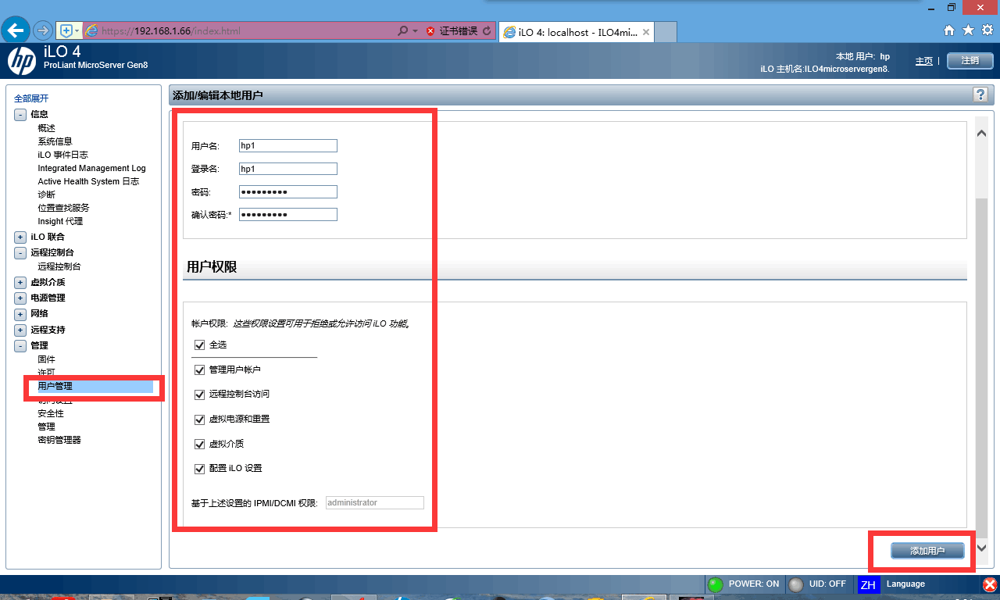 https://192.168.1.66/index.html
证书错误
iLO 4: localhost - ILO4mi...
hp
iLO 4
ProLiant MicroServer Gen8
本地 用户: hp
iLO 主机名:ILO4microservergen8.
主页
注销
全部展开
信息
概述
系统信息
iLO 事件日志
Integrated Management Log
Active Health System 日志
诊断
位置查找服务
Insight 代理
iLO 联合
远程控制台
远程控制台
虚拟介质
电源管理
网络
远程支持
管理
固件
许可
用户管理
访问设置
安全性
管理
密钥管理器
添加/编辑本地用户
?
用户名: hp1
登录名: hp1
密码: ●●●●●●●●●
确认密码:* ●●●●●●●●●
用户权限
帐户权限: 这些权限设置可用于拒绝或允许访问 iLO 功能。
全选
管理用户帐户
远程控制台访问
虚拟电源和重置
虚拟介质
配置 iLO 设置
基于上述设置的 IPMI/DCMI 权限: administrator
添加用户
POWER: ON
UID: OFF
ZH
Language